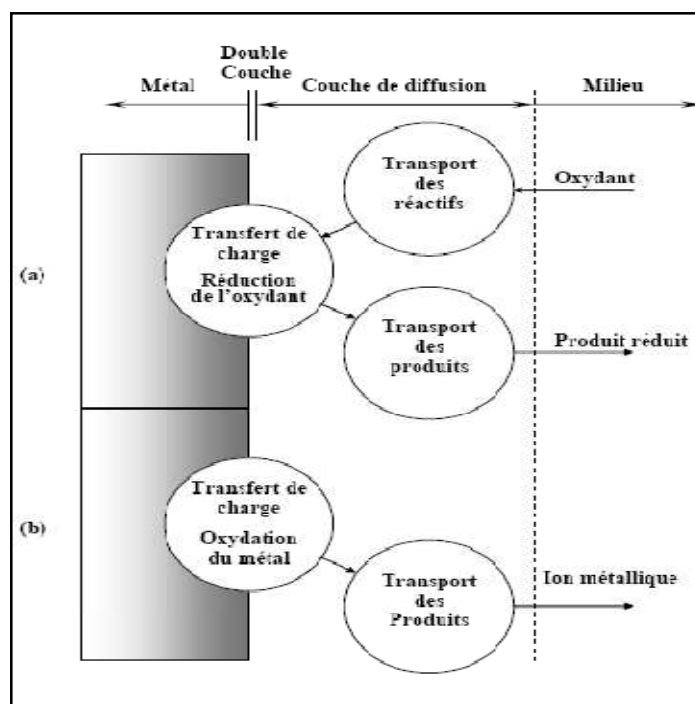 Double
Couche
Métal
Couche de diffusion
Milieu
Transport
des
réactifs
Oxydant
Transfert de
charge
Réduction
de l'oxydant
(a)
Transport
des
produits
Produit réduit
Transfert de
charge
Oxydation
du métal
(b)
Transport
des
Produits
Ion métallique